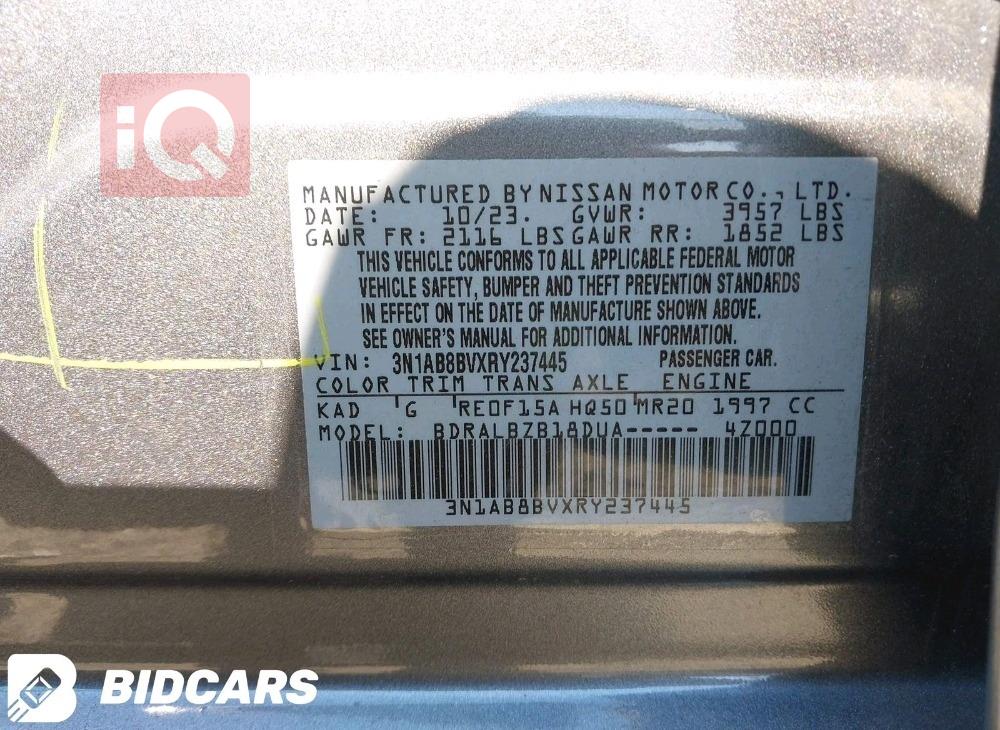 iQ
MANUFACTURED BY NISSAN MOTOR CO., LTD.
DATE: 10/23. GVWR: 3957 LBS
GAWR FR: 2116 LBS GAWR RR: 1852 LBS
THIS VEHICLE CONFORMS TO ALL APPLICABLE FEDERAL MOTOR
VEHICLE SAFETY, BUMPER AND THEFT PREVENTION STANDARDS
IN EFFECT ON THE DATE OF MANUFACTURE SHOWN ABOVE.
SEE OWNER'S MANUAL FOR ADDITIONAL INFORMATION.
VIN: 3N1AB8BVXRY237445 PASSENGER CAR.
COLOR TRIM TRANS AXLE ENGINE
KAD G RE0F15A HQ50 MR20 1997 CC
MODEL: BDRALBZB18DUA----- 4Z000
3N1AB8BVXRY237445
BIDCARS